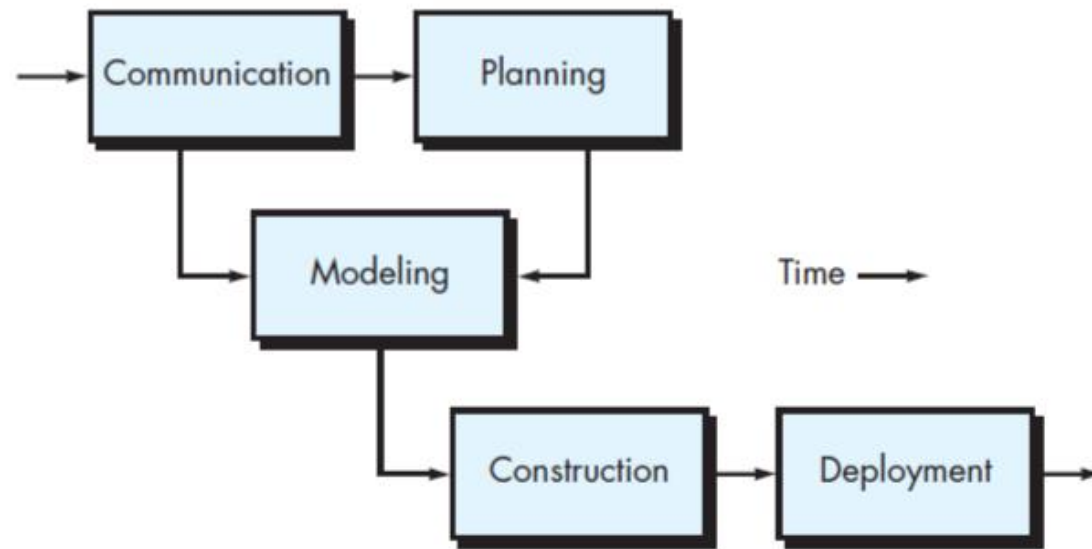 Communication
Planning
Modeling
Time
Construction
Deployment